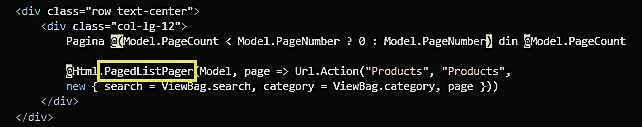 <div class="row text-center">
<div class="col-lg-12">
Pagina @(Model.PageCount < Model.PageNumber ? 0 : Model.PageNumber) din @Model.PageCount
@Html.PagedListPager(Model, page => Url.Action("Products", "Products",
new { search = ViewBag.search, category = ViewBag.category, page }))
</div>
</div>